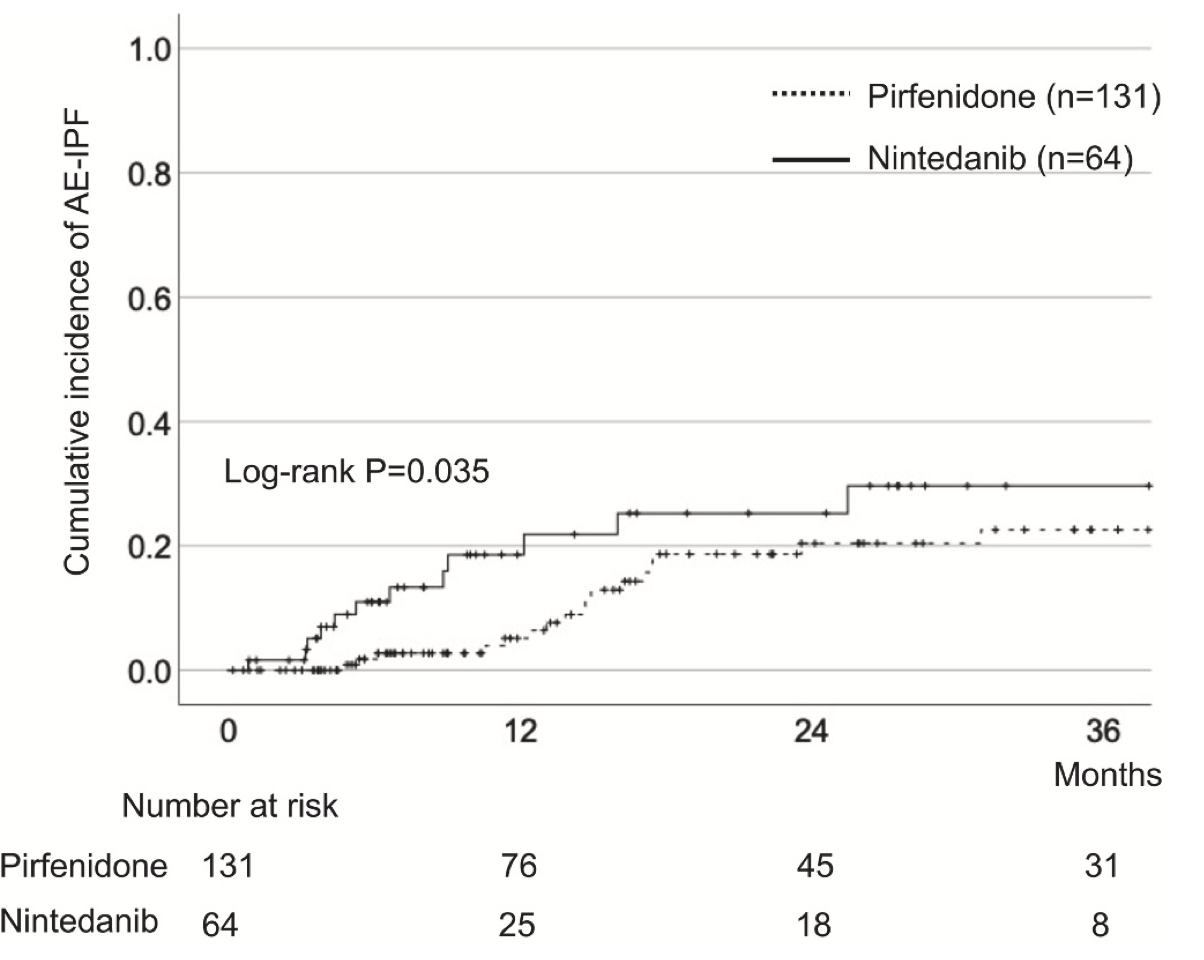 Cumulative incidence of AE-IPF
1.0
0.8
0.6
0.4
0.2
0.0
Pirfenidone (n=131)
Nintedanib (n=64)
Log-rank P=0.035
0 12 24 36
Months
Number at risk
Pirfenidone 131 76 45 31
Nintedanib 64 25 18 8